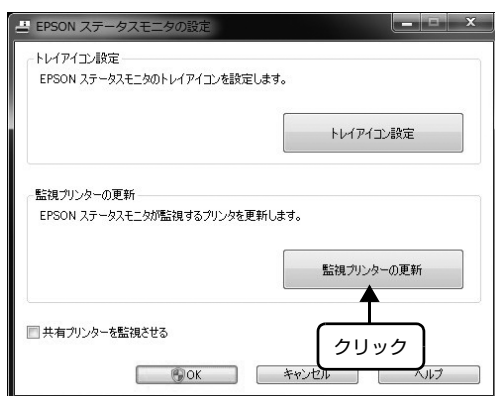 EPSON ステータスモニタの設定
トレイアイコン設定
EPSON ステータスモニタのトレイアイコンを設定します。
トレイアイコン設定
監視プリンターの更新
EPSON ステータスモニタが監視するプリンタを更新します。
監視プリンターの更新
共有プリンターを監視させる
クリック
OK
キャンセル
ヘルプ